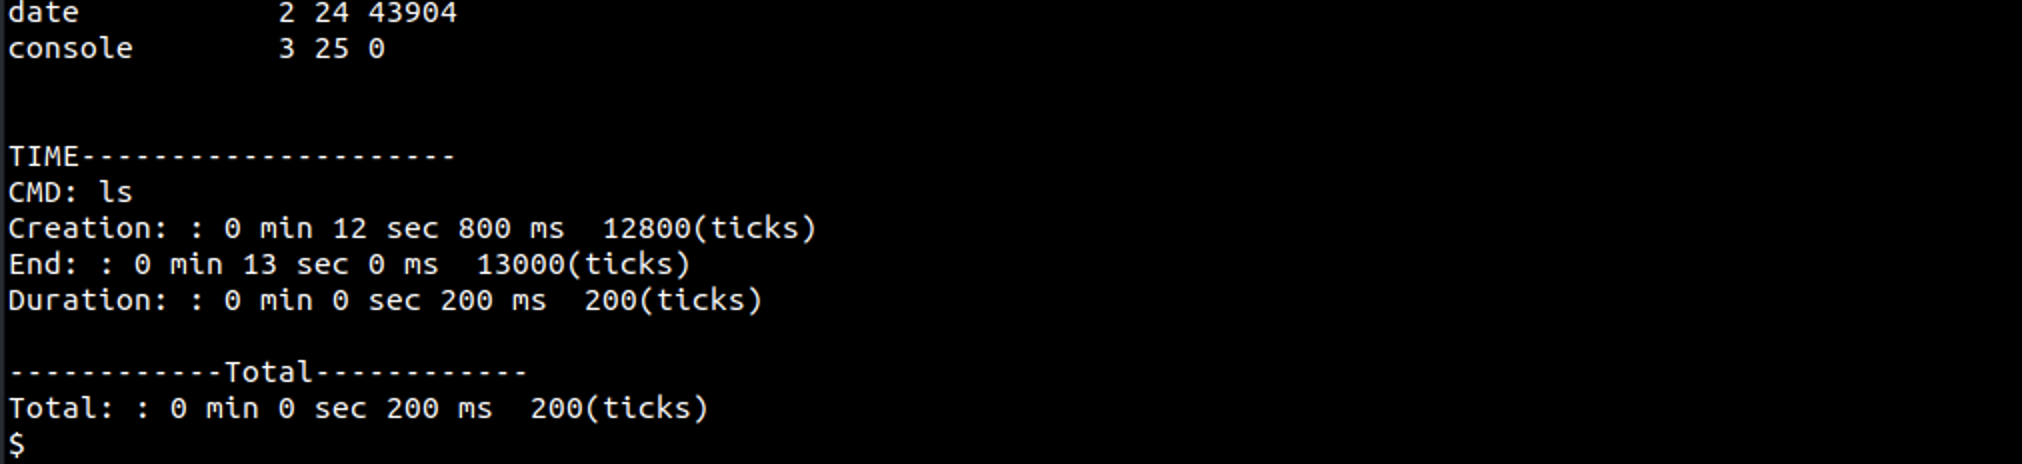 date           2 24 43904
console        3 25 0
TIME---------------------
CMD: ls
Creation: : 0 min 12 sec 800 ms  12800(ticks)
End: : 0 min 13 sec 0 ms  13000(ticks)
Duration: : 0 min 0 sec 200 ms  200(ticks)
------------Total------------
Total: : 0 min 0 sec 200 ms  200(ticks)
$